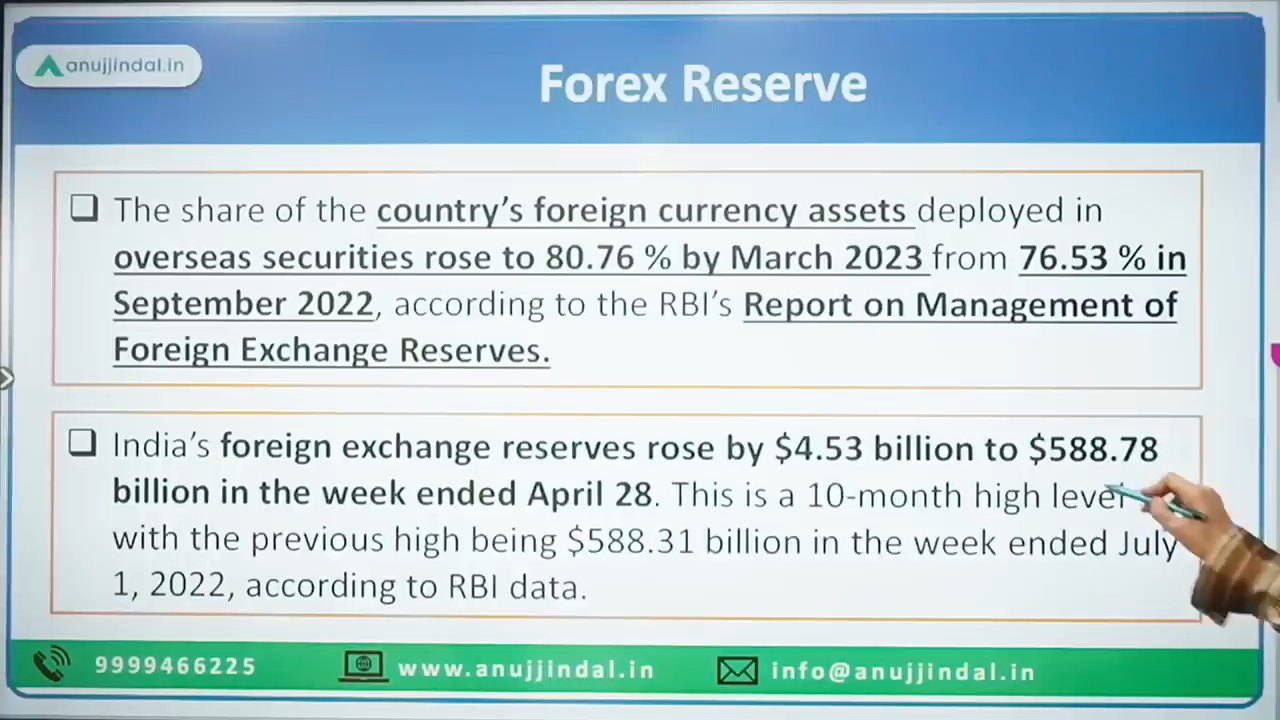 anujjindal.in
Forex Reserve
The share of the country's foreign currency assets deployed in
overseas securities rose to 80.76 % by March 2023 from 76.53 % in
September 2022, according to the RBI's Report on Management of
Foreign Exchange Reserves.
India's foreign exchange reserves rose by $4.53 billion to $588.78
billion in the week ended April 28. This is a 10-month high level
with the previous high being $588.31 billion in the week ended July
1, 2022, according to RBI data.
9999466225 www.anujjindal.in info@anujjindal.in